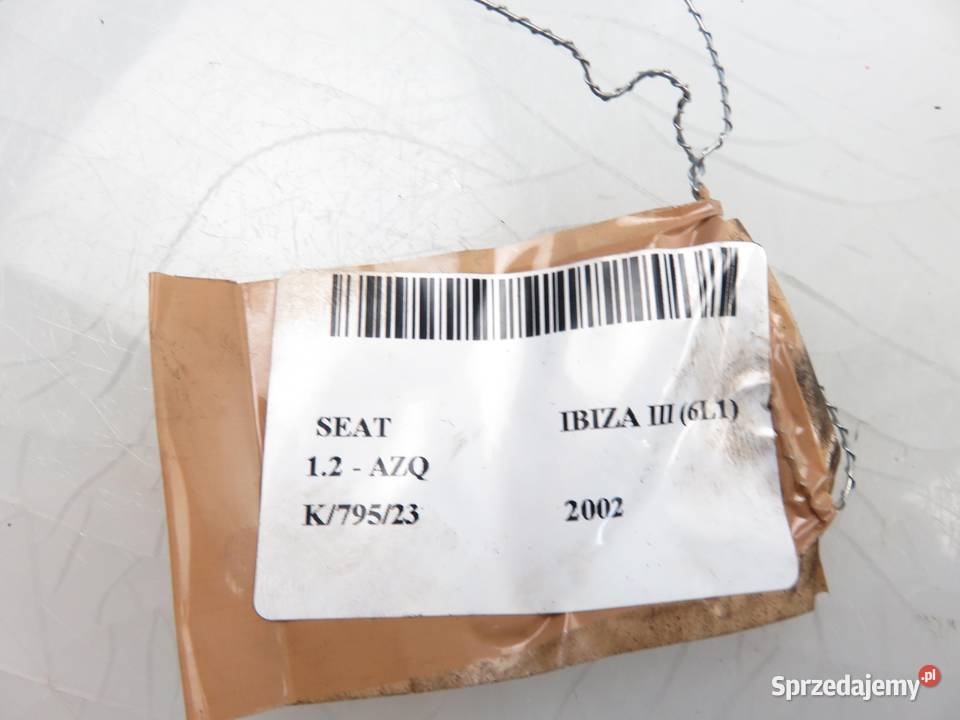 SEAT IBIZA III (6L1)
1.2 - AZQ
K/795/23 2002
Sprzedajemy.pl